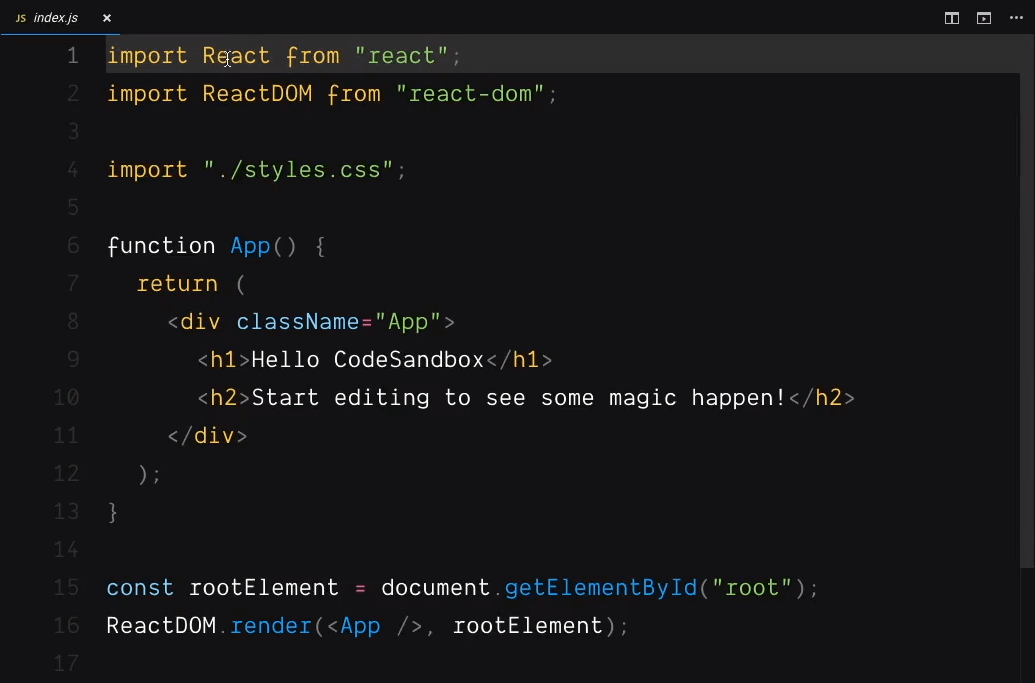 JS index.js ×
1 import React from "react";
2 import ReactDOM from "react-dom";
3
4 import "./styles.css";
5
6 function App() {
7   return (
8     <div className="App">
9       <h1>Hello CodeSandbox</h1>
10       <h2>Start editing to see some magic happen!</h2>
11     </div>
12   );
13 }
14
15 const rootElement = document.getElementById("root");
16 ReactDOM.render(<App />, rootElement);
17